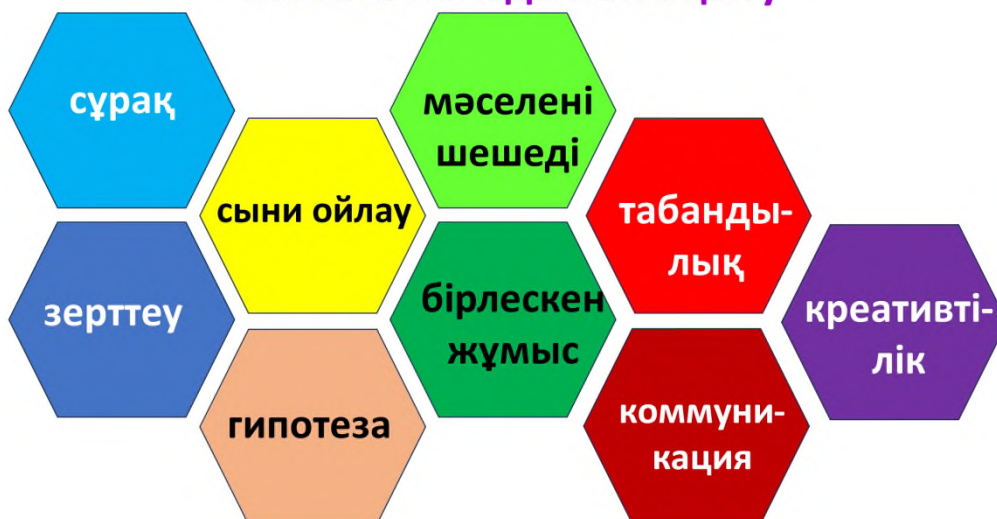 сұрақ
мәселені
шешеді
сыни ойлау
табанды-
лық
зерттеу
бірлескен
жұмыс
креативті-
лік
гипотеза
коммуни-
кация